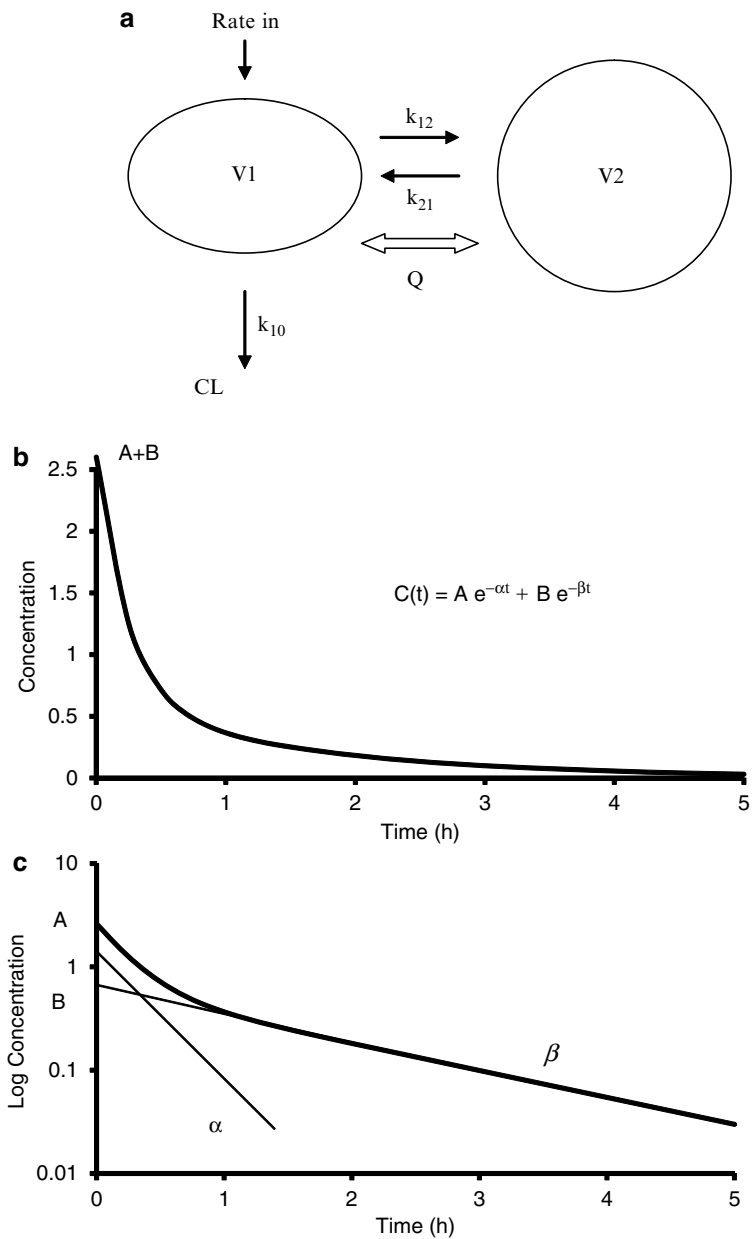 a
Rate in
k12
V1
V2
k21
Q
k10
CL
b
A+B
2.5
2
1.5
1
0.5
0
Concentration
C(t) = A e–αt + B e–βt
0 1 2 3 4 5
Time (h)
c
10
A
1
B
0.1
0.01
Log Concentration
β
α
0 1 2 3 4 5
Time (h)